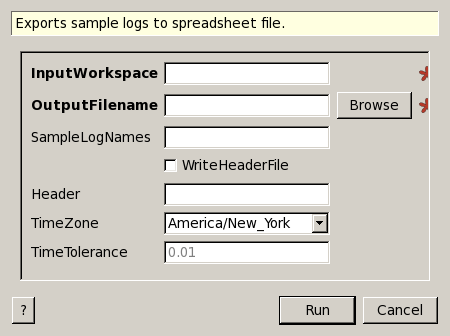 Exports sample logs to spreadsheet file.
InputWorkspace
OutputFilename Browse
SampleLogNames
WriteHeaderFile
Header
TimeZone America/New_York
TimeTolerance 0.01
? Run Cancel